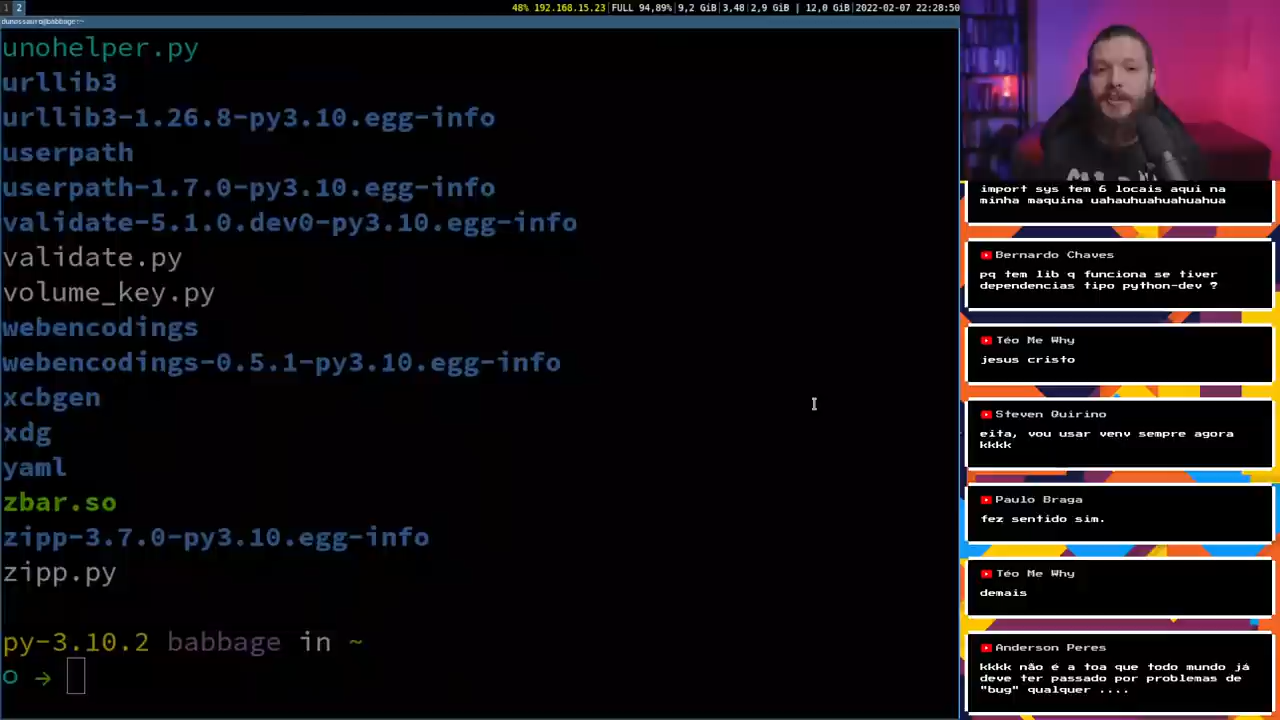 1 2
48% 192.168.15.23|FULL 94,89%|9,2 GiB|3,48|2,9 GiB | 12,0 GiB|2022-02-07 22:28:50
dunossauro@babbage:~
unohelper.py
urllib3
urllib3-1.26.8-py3.10.egg-info
userpath
userpath-1.7.0-py3.10.egg-info
validate-5.1.0.dev0-py3.10.egg-info
validate.py
volume_key.py
webencodings
webencodings-0.5.1-py3.10.egg-info
xcbgen
xdg
yaml
zbar.so
zipp-3.7.0-py3.10.egg-info
zipp.py
py-3.10.2 babbage in ~
o →
import sys tem 6 locais aqui na
minha maquina uahauhuahuahuahua
Bernardo Chaves
pq tem lib q funciona se tiver
dependencias tipo python-dev ?
Téo Me Why
jesus cristo
Steven Quirino
eita, vou usar venv sempre agora
kkkk
Paulo Braga
fez sentido sim.
Téo Me Why
demais
Anderson Peres
kkkk não é a toa que todo mundo já
deve ter passado por problemas de
"bug" qualquer ....